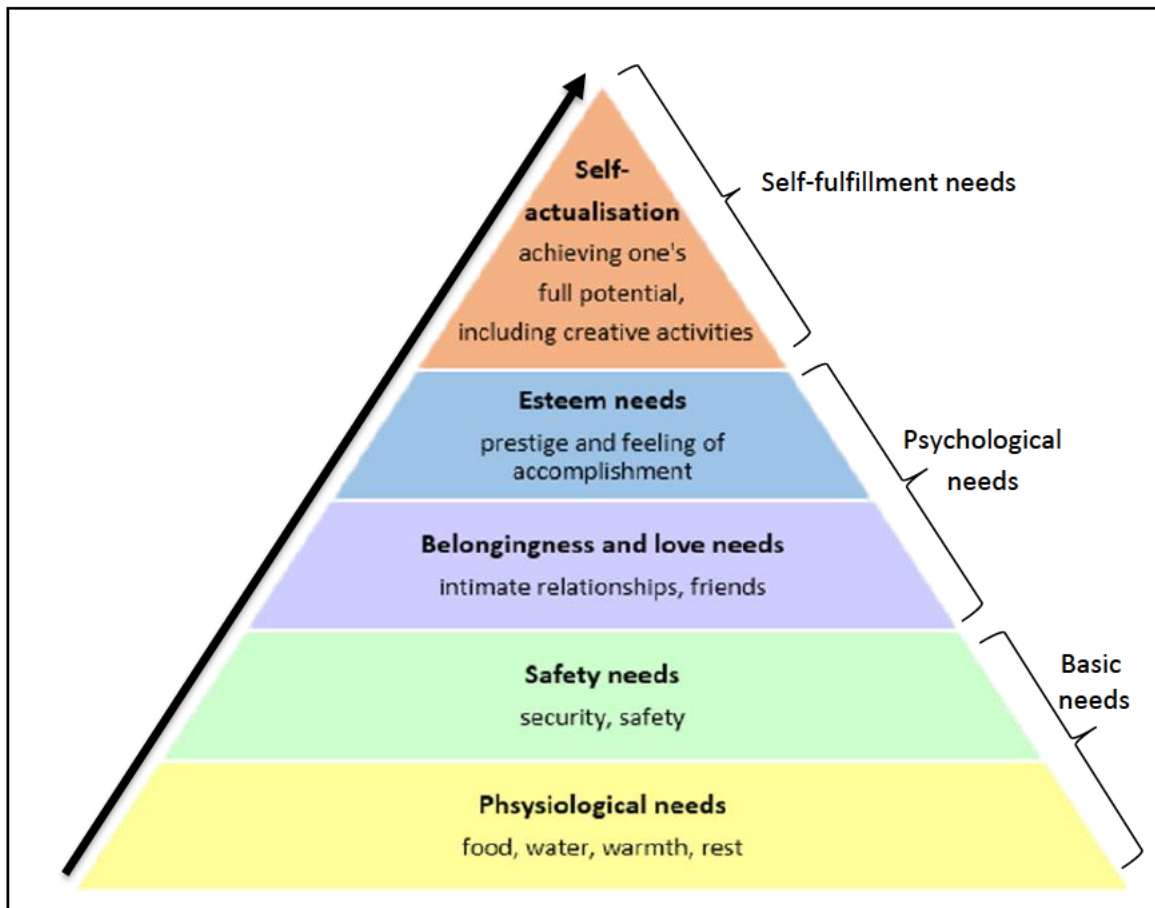 Self-
actualisation
achieving one's
full potential,
including creative activities
Self-fulfillment needs
Esteem needs
prestige and feeling of
accomplishment
Psychological
needs
Belongingness and love needs
intimate relationships, friends
Safety needs
security, safety
Basic
needs
Phsysiological needs
food, water, warmth, rest